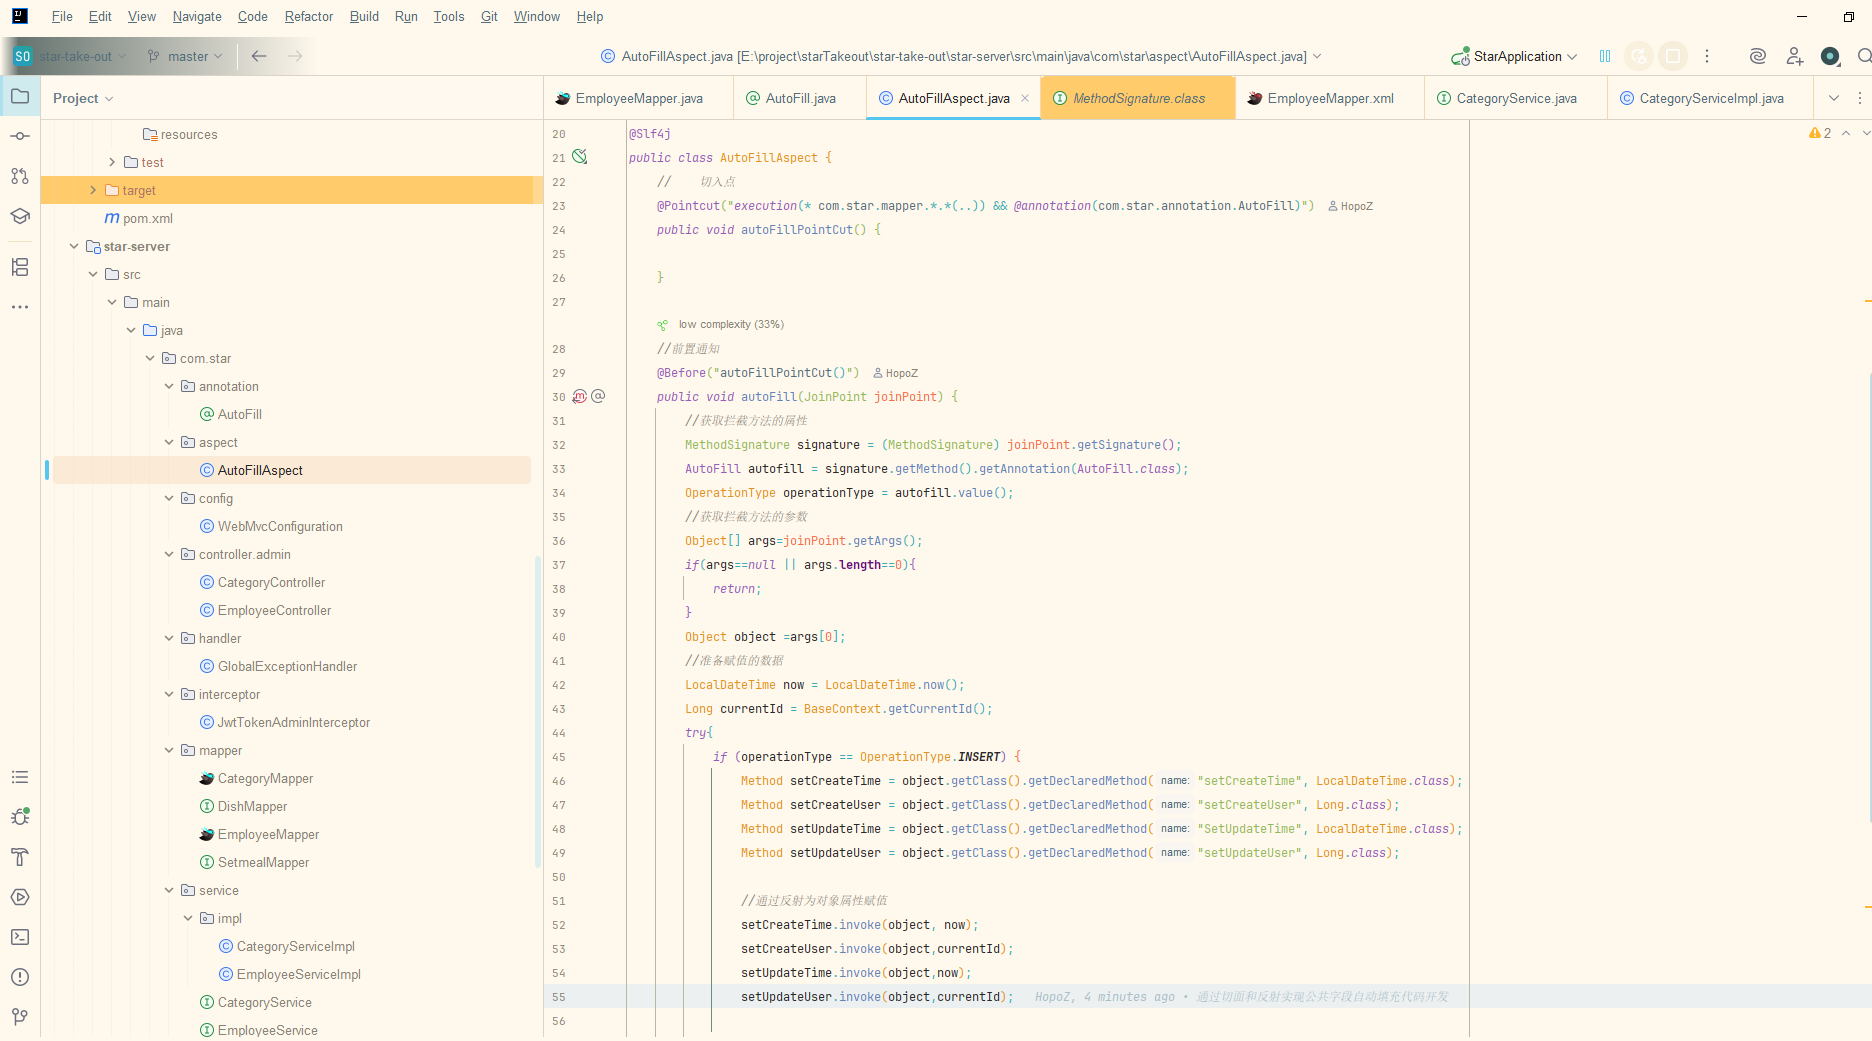 File Edit View Navigate Code Refactor Build Run Tools Git Window Help
SO star-take-out master AutoFillAspect.java [E:\project\starTakeout\star-take-out\star-server\src\main\java\com\star\aspect\AutoFillAspect.java] StarApplication
Project
EmployeeMapper.java AutoFill.java AutoFillAspect.java MethodSignature.class EmployeeMapper.xml CategoryService.java CategoryServiceImpl.java
resources
test
target
pom.xml
star-server
src
main
java
com.star
annotation
AutoFill
aspect
AutoFillAspect
config
WebMvcConfiguration
controller.admin
CategoryController
EmployeeController
handler
GlobalExceptionHandler
interceptor
JwtTokenAdminInterceptor
mapper
CategoryMapper
DishMapper
EmployeeMapper
SetmealMapper
service
impl
CategoryServiceImpl
EmployeeServiceImpl
CategoryService
EmployeeService
2
20 @Slf4j
21 public class AutoFillAspect {
22 // 切入点
23 @Pointcut("execution(* com.star.mapper.*.*(..)) && @annotation(com.star.annotation.AutoFill)") HopoZ
24 public void autoFillPointCut() {
25
26 }
27
low complexity (33%)
28 //前置通知
29 @Before("autoFillPointCut()") HopoZ
30 public void autoFill(JoinPoint joinPoint) {
31 //获取拦截方法的属性
32 MethodSignature signature = (MethodSignature) joinPoint.getSignature();
33 AutoFill autofill = signature.getMethod().getAnnotation(AutoFill.class);
34 OperationType operationType = autofill.value();
35 //获取拦截方法的参数
36 Object[] args=joinPoint.getArgs();
37 if(args==null || args.length==0){
38 return;
39 }
40 Object object =args[0];
41 //准备赋值的数据
42 LocalDateTime now = LocalDateTime.now();
43 Long currentId = BaseContext.getCurrentId();
44 try{
45 if (operationType == OperationType.INSERT) {
46 Method setCreateTime = object.getClass().getDeclaredMethod( name: "setCreateTime", LocalDateTime.class);
47 Method setCreateUser = object.getClass().getDeclaredMethod( name: "setCreateUser", Long.class);
48 Method setUpdateTime = object.getClass().getDeclaredMethod( name: "SetUpdateTime", LocalDateTime.class);
49 Method setUpdateUser = object.getClass().getDeclaredMethod( name: "setUpdateUser", Long.class);
50
51 //通过反射为对象属性赋值
52 setCreateTime.invoke(object, now);
53 setCreateUser.invoke(object,currentId);
54 setUpdateTime.invoke(object,now);
55 setUpdateUser.invoke(object,currentId); HopoZ, 4 minutes ago • 通过切面和反射实现公共字段自动填充代码开发
56